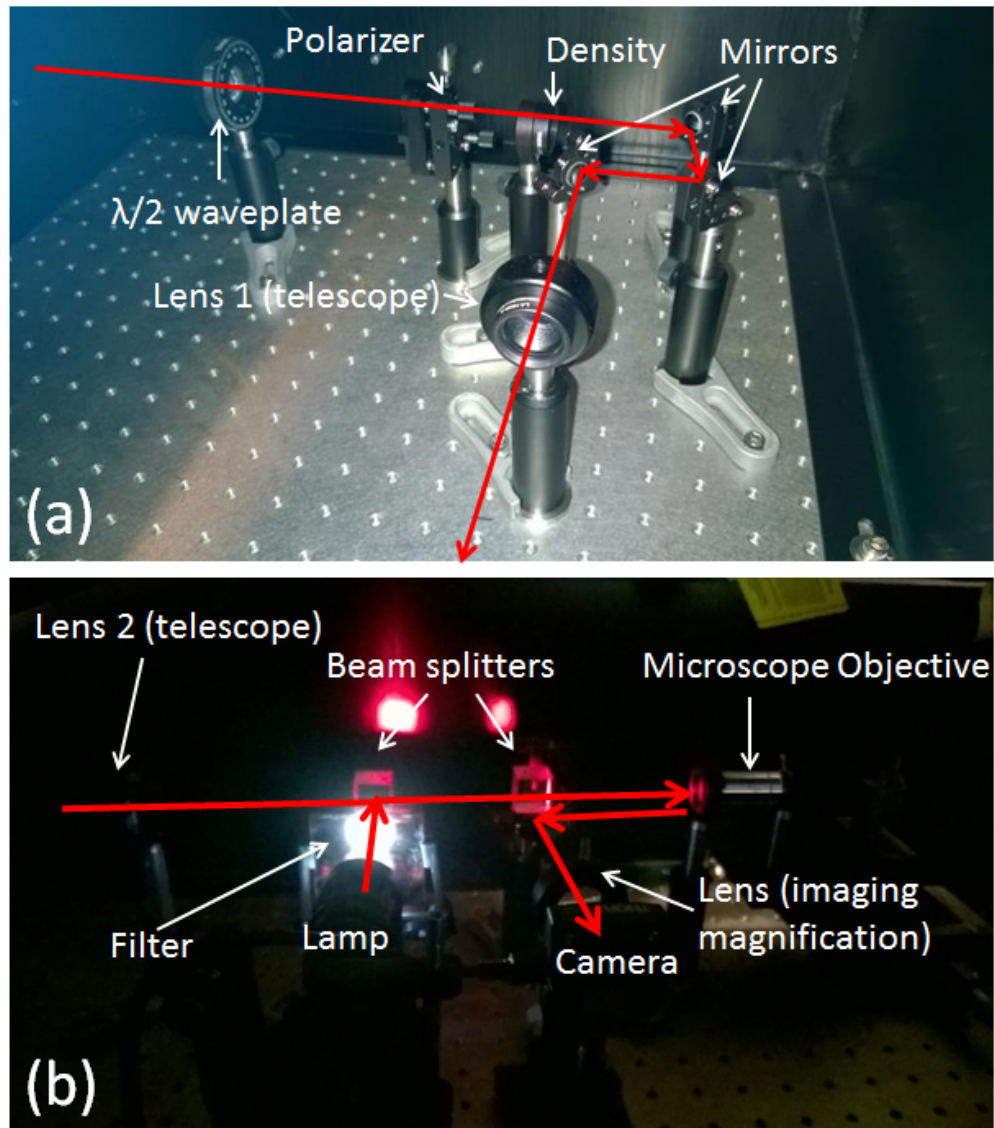 Polarizer
Density
Mirrors
λ/2 waveplate
Lens 1 (telescope)
(a)
Lens 2 (telescope)
Beam splitters
Microscope Objective
Filter
Lamp
Camera
Lens (imaging
magnification)
(b)